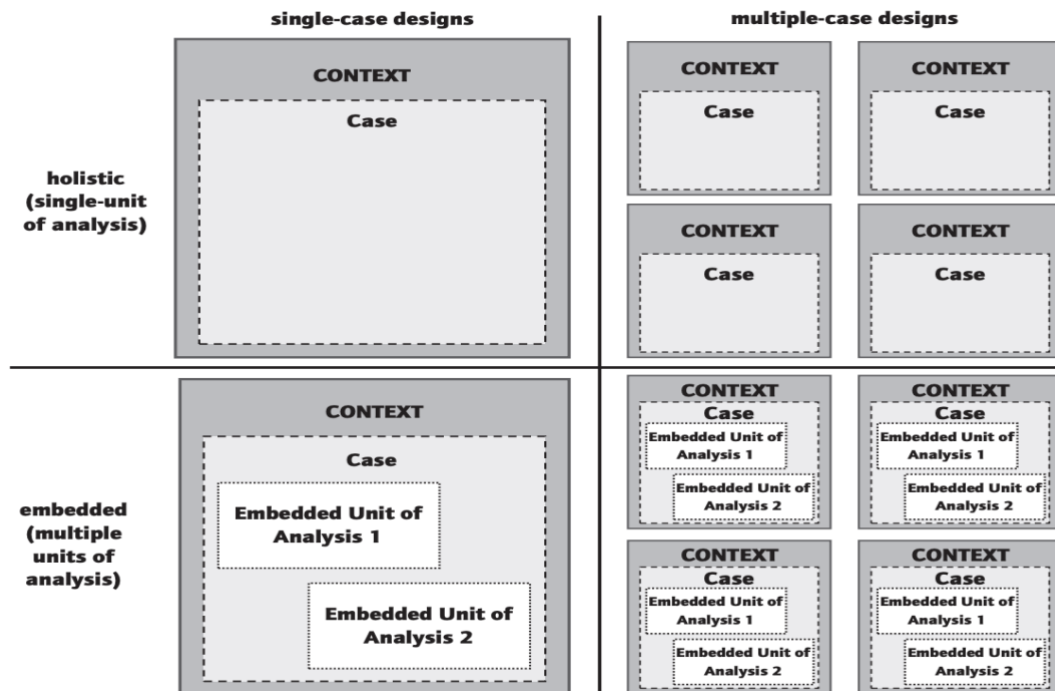 single-case designs
multiple-case designs
holistic
(single-unit
of analysis)
CONTEXT
Case
CONTEXT
Case
CONTEXT
Case
CONTEXT
Case
CONTEXT
Case
embedded
(multiple
units of
analysis)
CONTEXT
Case
Embedded Unit of
Analysis 1
Embedded Unit of
Analysis 2
CONTEXT
Case
Embedded Unit of
Analysis 1
Embedded Unit of
Analysis 2
CONTEXT
Case
Embedded Unit of
Analysis 1
Embedded Unit of
Analysis 2
CONTEXT
Case
Embedded Unit of
Analysis 1
Embedded Unit of
Analysis 2
CONTEXT
Case
Embedded Unit of
Analysis 1
Embedded Unit of
Analysis 2